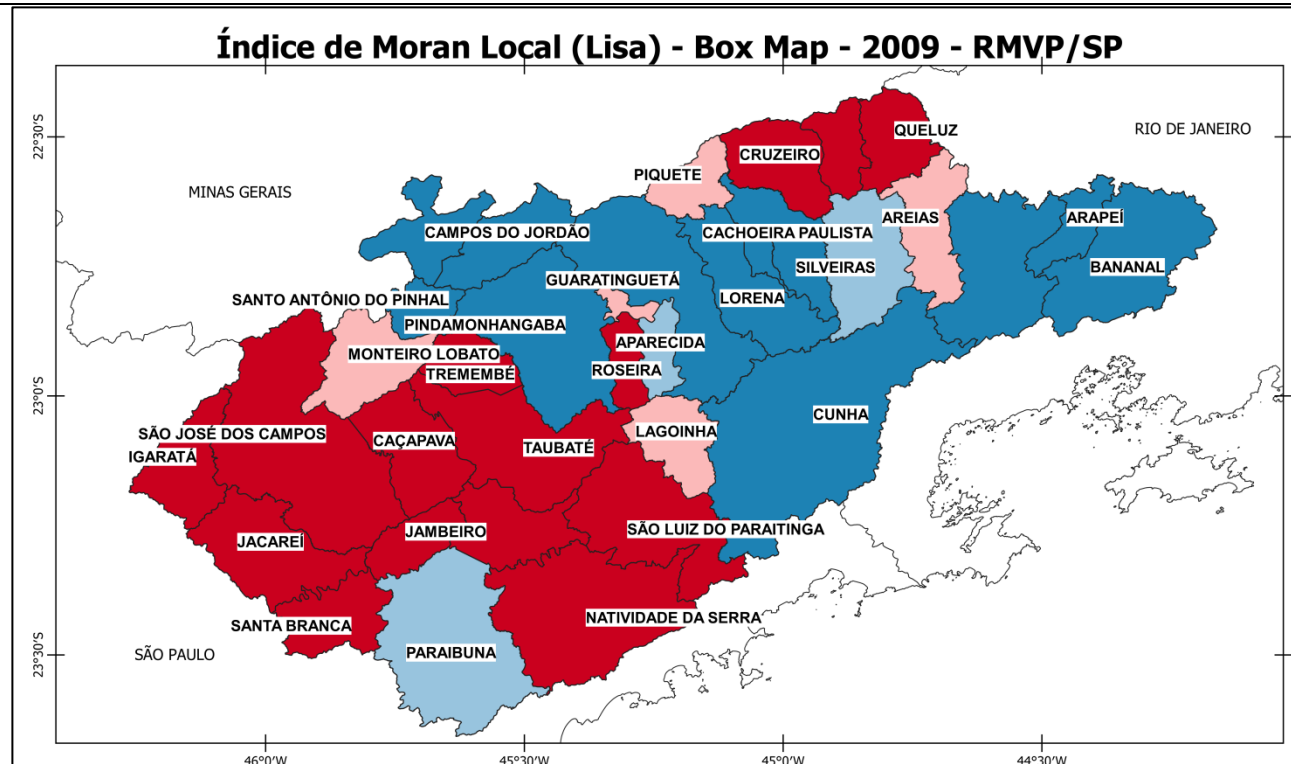 Índice de Moran Local (Lisa) - Box Map - 2009 - RMVP/SP
22°30'S
23°0'S
23°30'S
RIO DE JANEIRO
MINAS GERAIS
SÃO PAULO
QUELUZ
CRUZEIRO
PIQUETE
AREIAS
ARAPEÍ
CAMPOS DO JORDÃO
CACHOEIRA PAULISTA
SILVEIRAS
BANANAL
GUARATINGUETÁ
LORENA
SANTO ANTÔNIO DO PINHAL
PINDAMONHANGABA
APARECIDA
MONTEIRO LOBATO
TREMEMBÉ
ROSEIRA
CUNHA
SÃO JOSÉ DOS CAMPOS
CAÇAPAVA
LAGOINHA
IGARATÁ
TAUBATÉ
JACAREÍ
JAMBEIRO
SÃO LUIZ DO PARAITINGA
SANTA BRANCA
NATIVIDADE DA SERRA
PARAIBUNA
46°0'W
45°30'W
45°0'W
44°30'W